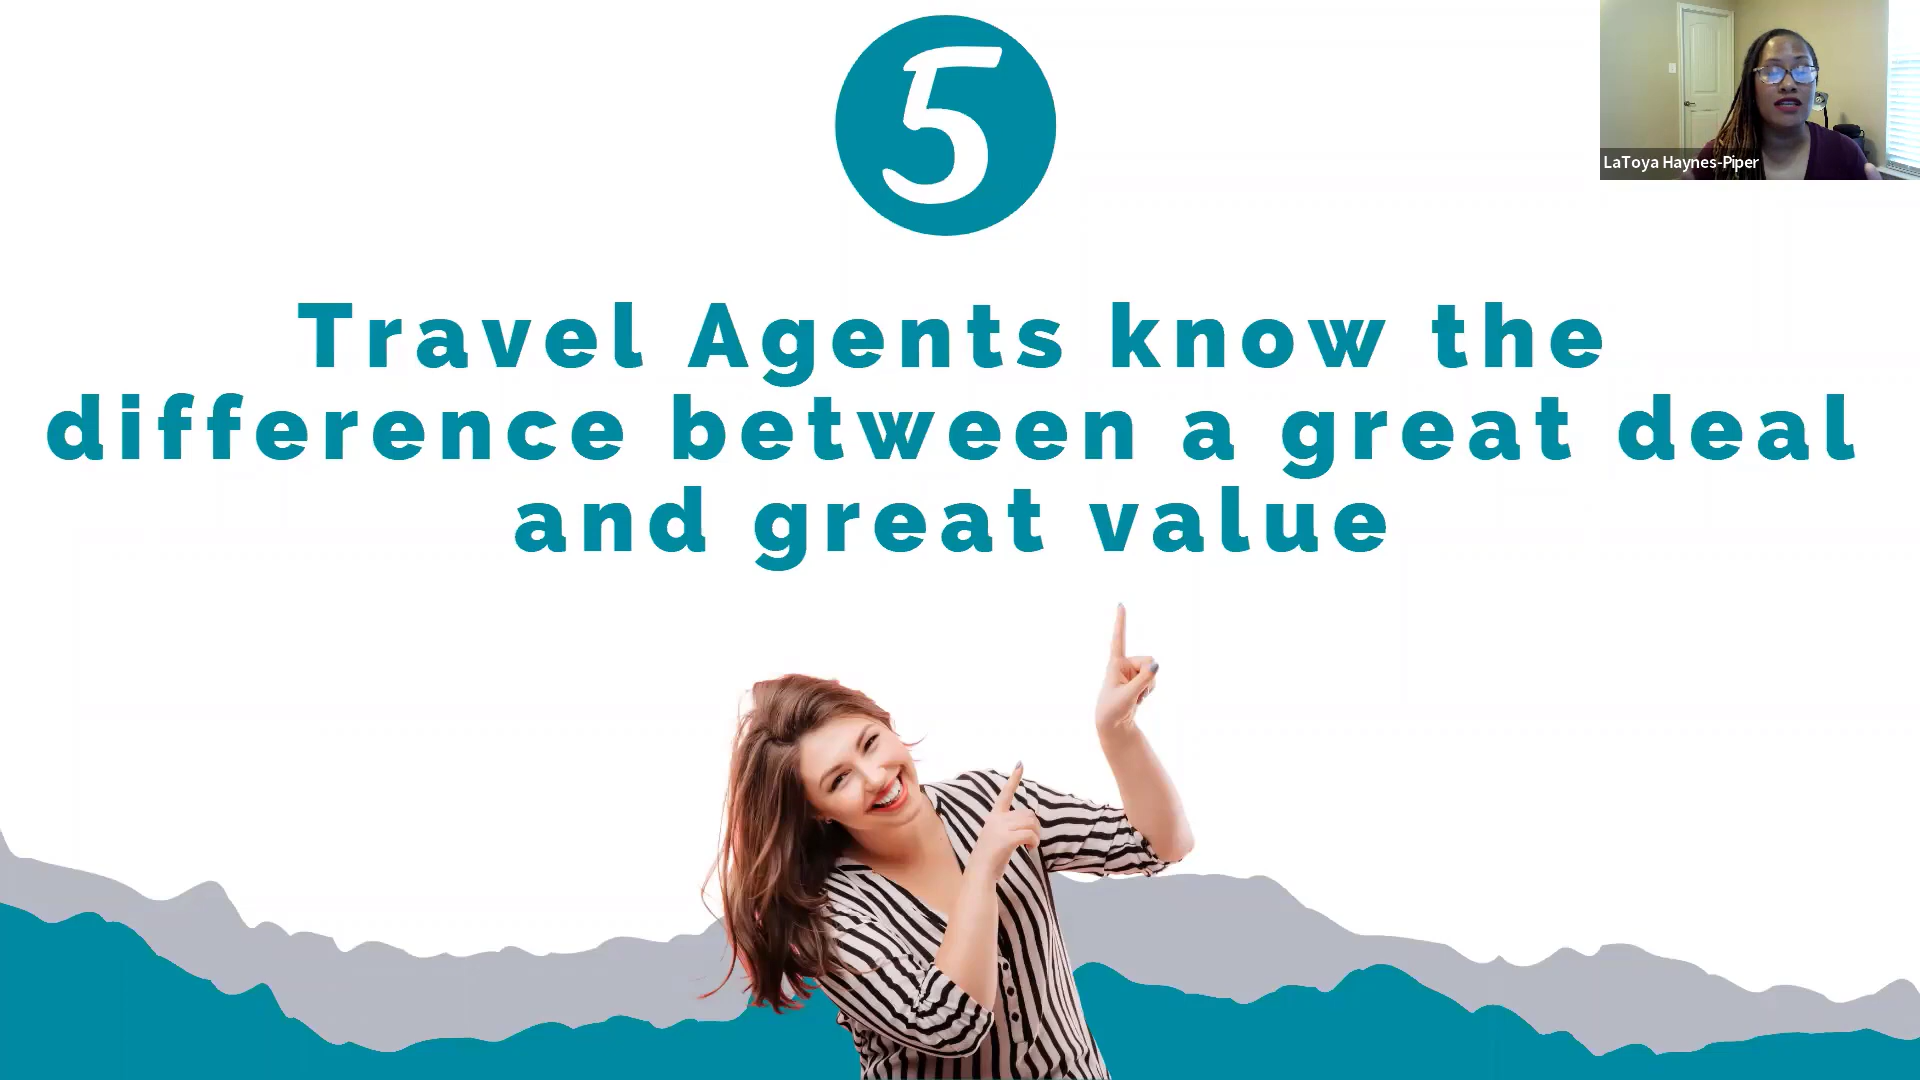 5
LaToya Haynes-Piper
Travel Agents know the
difference between a great deal
and great value